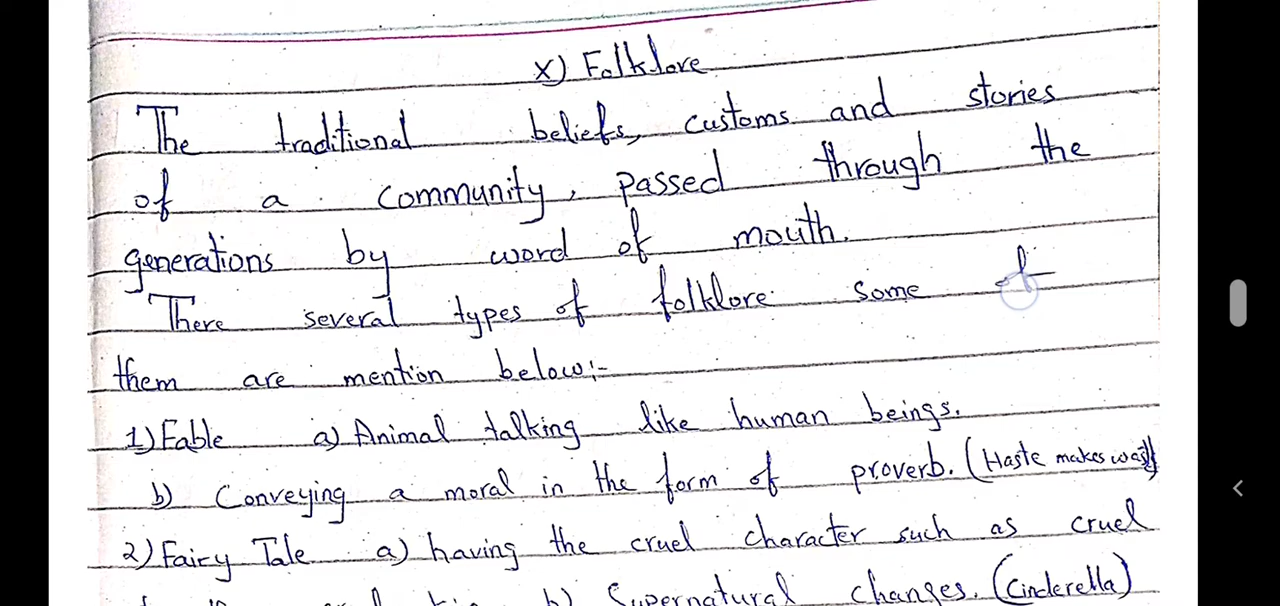 x) Folklore
The traditional beliefs, customs and stories
of a community, passed through the
generations by word of mouth.
There several types of folklore some of
them are mention below:-
1) Fable a) Animal talking like human beings.
b) Conveying a moral in the form of proverb. (Haste makes waste)
2) Fairy Tale a) having the cruel character such as cruel
b) Supernatural changes. (Cinderella)